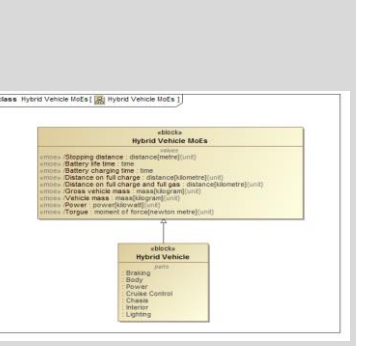 class Hybrid Vehicle MoEs [ Hybrid Vehicle MoEs ]
«block»
Hybrid Vehicle MoEs
values
«moe» /Stopping distance : distance[metre]{unit}
«moe» /Battery life time : time
«moe» /Battery charging time : time
«moe» /Distance on full charge : distance[kilometre]{unit}
«moe» /Distance on full charge and full gas : distance[kilometre]{unit}
«moe» /Gross vehicle mass : mass[kilogram]{unit}
«moe» /Vehicle mass : mass[kilogram]{unit}
«moe» /Power : power[kilowatt]{unit}
«moe» /Torque : moment of force[newton metre]{unit}
«block»
Hybrid Vehicle
parts
: Braking
: Body
: Power
: Cruise Control
: Chasis
: Interior
: Lighting